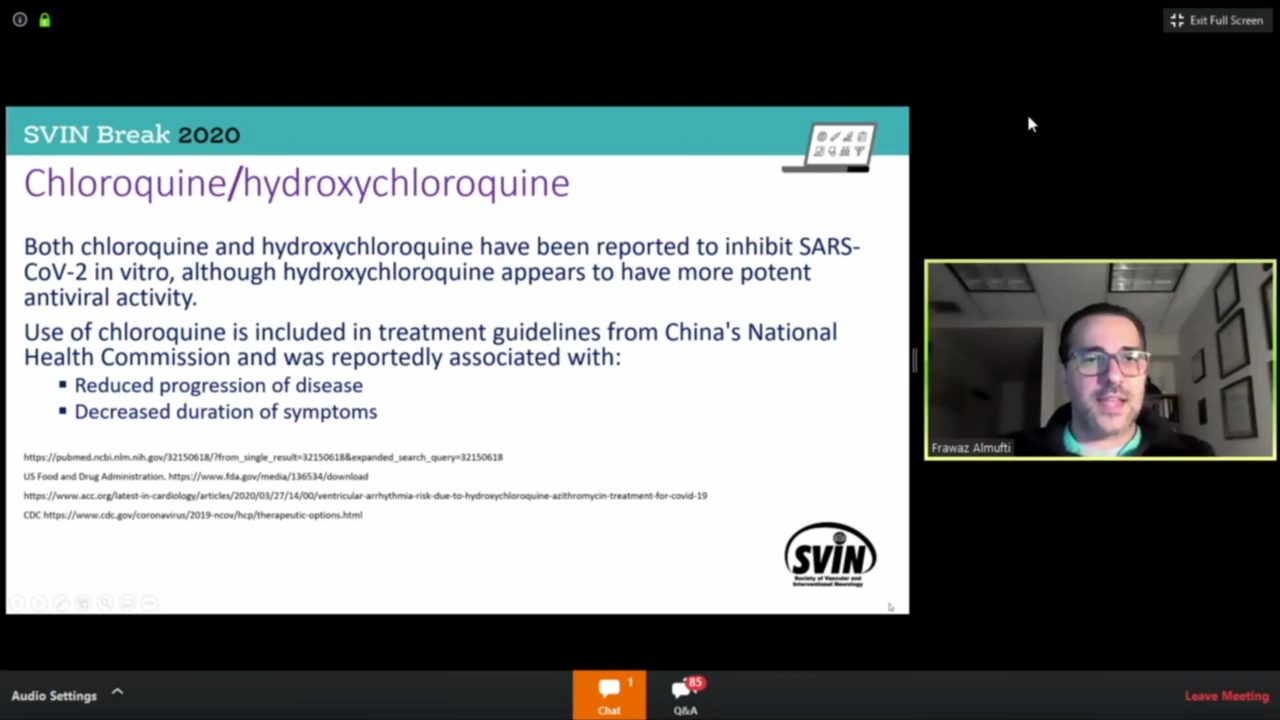 Exit Full Screen
SVIN Break 2020
Chloroquine/hydroxychloroquine
Both chloroquine and hydroxychloroquine have been reported to inhibit SARS-
CoV-2 in vitro, although hydroxychloroquine appears to have more potent
antiviral activity.
Use of chloroquine is included in treatment guidelines from China's National
Health Commission and was reportedly associated with:
▪ Reduced progression of disease
▪ Decreased duration of symptoms
https://pubmed.ncbi.nlm.nih.gov/32150618/?from_single_result=32150618&expanded_search_query=32150618
US Food and Drug Administration. https://www.fda.gov/media/136534/download
https://www.acc.org/latest-in-cardiology/articles/2020/03/27/14/00/ventricular-arrhythmia-risk-due-to-hydroxychloroquine-azithromycin-treatment-for-covid-19
CDC https://www.cdc.gov/coronavirus/2019-ncov/hcp/therapeutic-options.html
SVIN
Society of Vascular and
Interventional Neurology
Frawaz Almufti
Audio Settings
1
Chat
85
Q&A
Leave Meeting